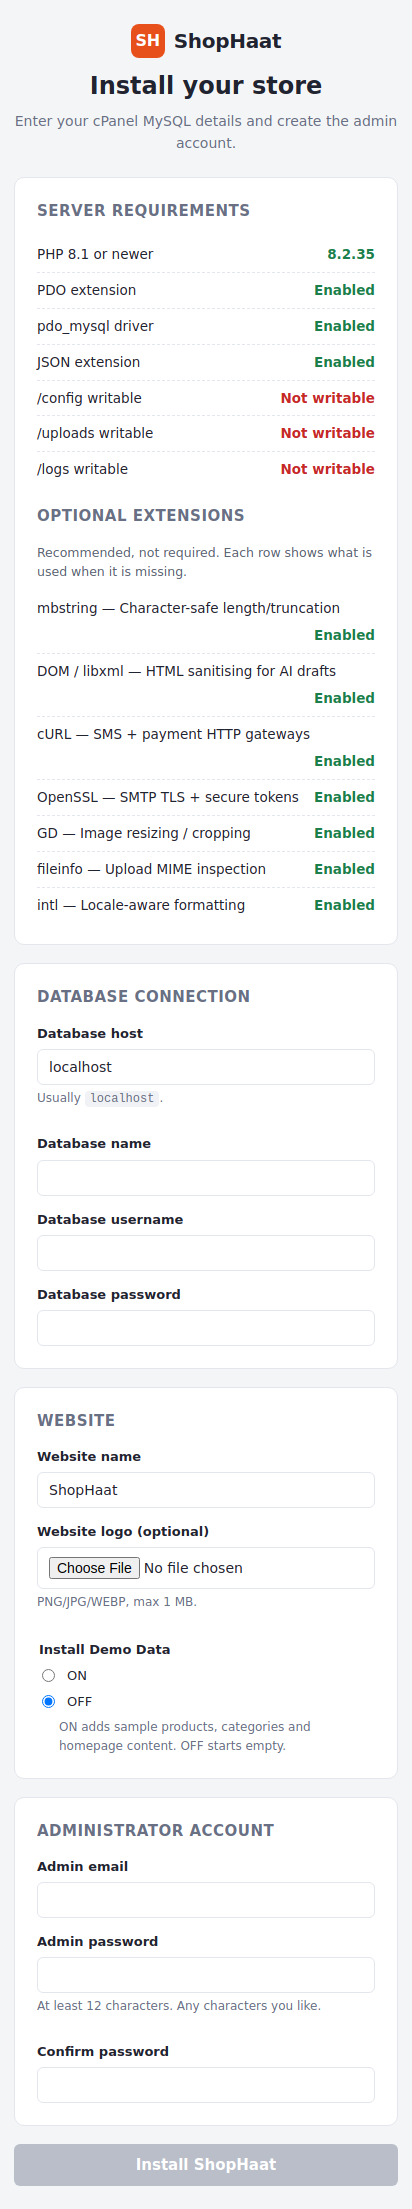 SH ShopHaat
Install your store
Enter your cPanel MySQL details and create the admin
account.
SERVER REQUIREMENTS
PHP 8.1 or newer 8.2.35
PDO extension Enabled
pdo_mysql driver Enabled
JSON extension Enabled
/config writable Not writable
/uploads writable Not writable
/logs writable Not writable
OPTIONAL EXTENSIONS
Recommended, not required. Each row shows what is
used when it is missing.
mbstring — Character-safe length/truncation
Enabled
DOM / libxml — HTML sanitising for AI drafts
Enabled
cURL — SMS + payment HTTP gateways
Enabled
OpenSSL — SMTP TLS + secure tokens Enabled
GD — Image resizing / cropping Enabled
fileinfo — Upload MIME inspection Enabled
intl — Locale-aware formatting Enabled
DATABASE CONNECTION
Database host
localhost
Usually localhost.
Database name
Database username
Database password
WEBSITE
Website name
ShopHaat
Website logo (optional)
Choose File No file chosen
PNG/JPG/WEBP, max 1 MB.
Install Demo Data
ON
OFF
ON adds sample products, categories and
homepage content. OFF starts empty.
ADMINISTRATOR ACCOUNT
Admin email
Admin password
At least 12 characters. Any characters you like.
Confirm password
Install ShopHaat